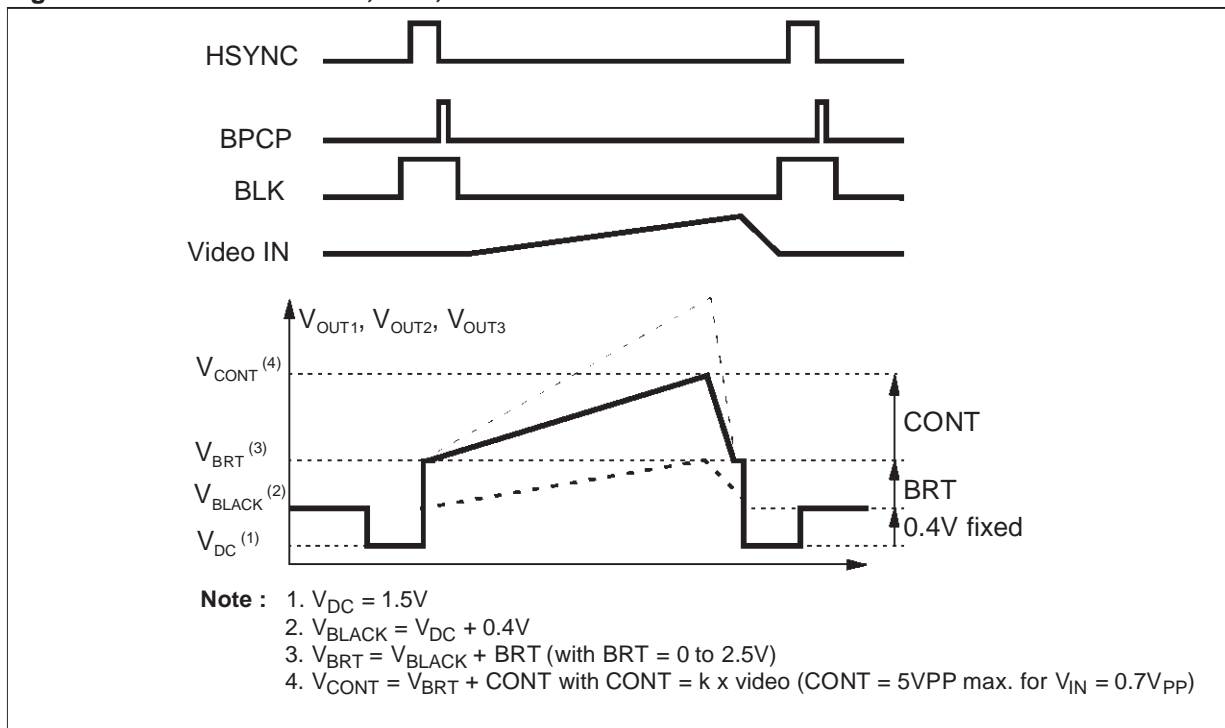 HSYNC
BPCP
BLK
Video IN
VOUT1, VOUT2, VOUT3
VCONT (4)
CONT
VBRT (3)
BRT
VBLACK (2)
0.4V fixed
VDC (1)
Note : 1. VDC = 1.5V
2. VBLACK = VDC + 0.4V
3. VBRT = VBLACK + BRT (with BRT = 0 to 2.5V)
4. VCONT = VBRT + CONT with CONT = k x video (CONT = 5VPP max. for VIN = 0.7VPP)